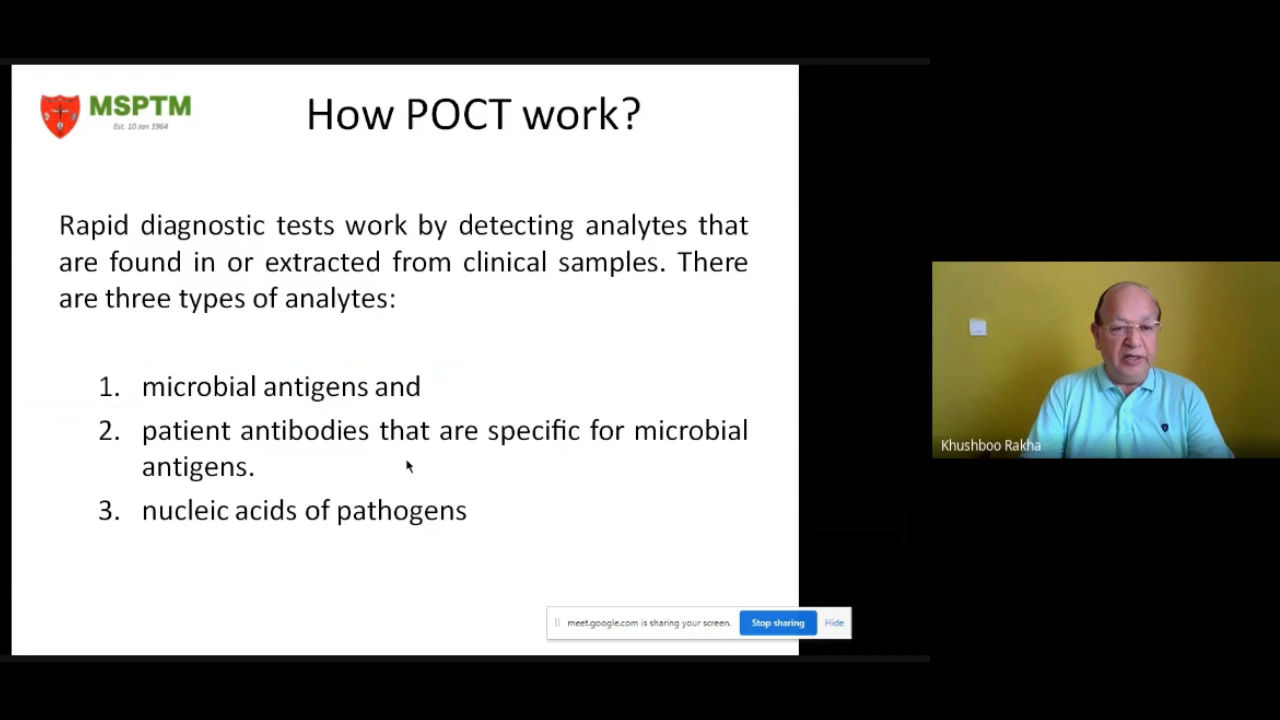 MSPTM
Est. 10 Jan 1964
How POCT work?
Rapid diagnostic tests work by detecting analytes that
are found in or extracted from clinical samples. There
are three types of analytes:
1. microbial antigens and
2. patient antibodies that are specific for microbial
antigens.
3. nucleic acids of pathogens
Khushboo Rakha
meet.google.com is sharing your screen.
Stop sharing
Hide